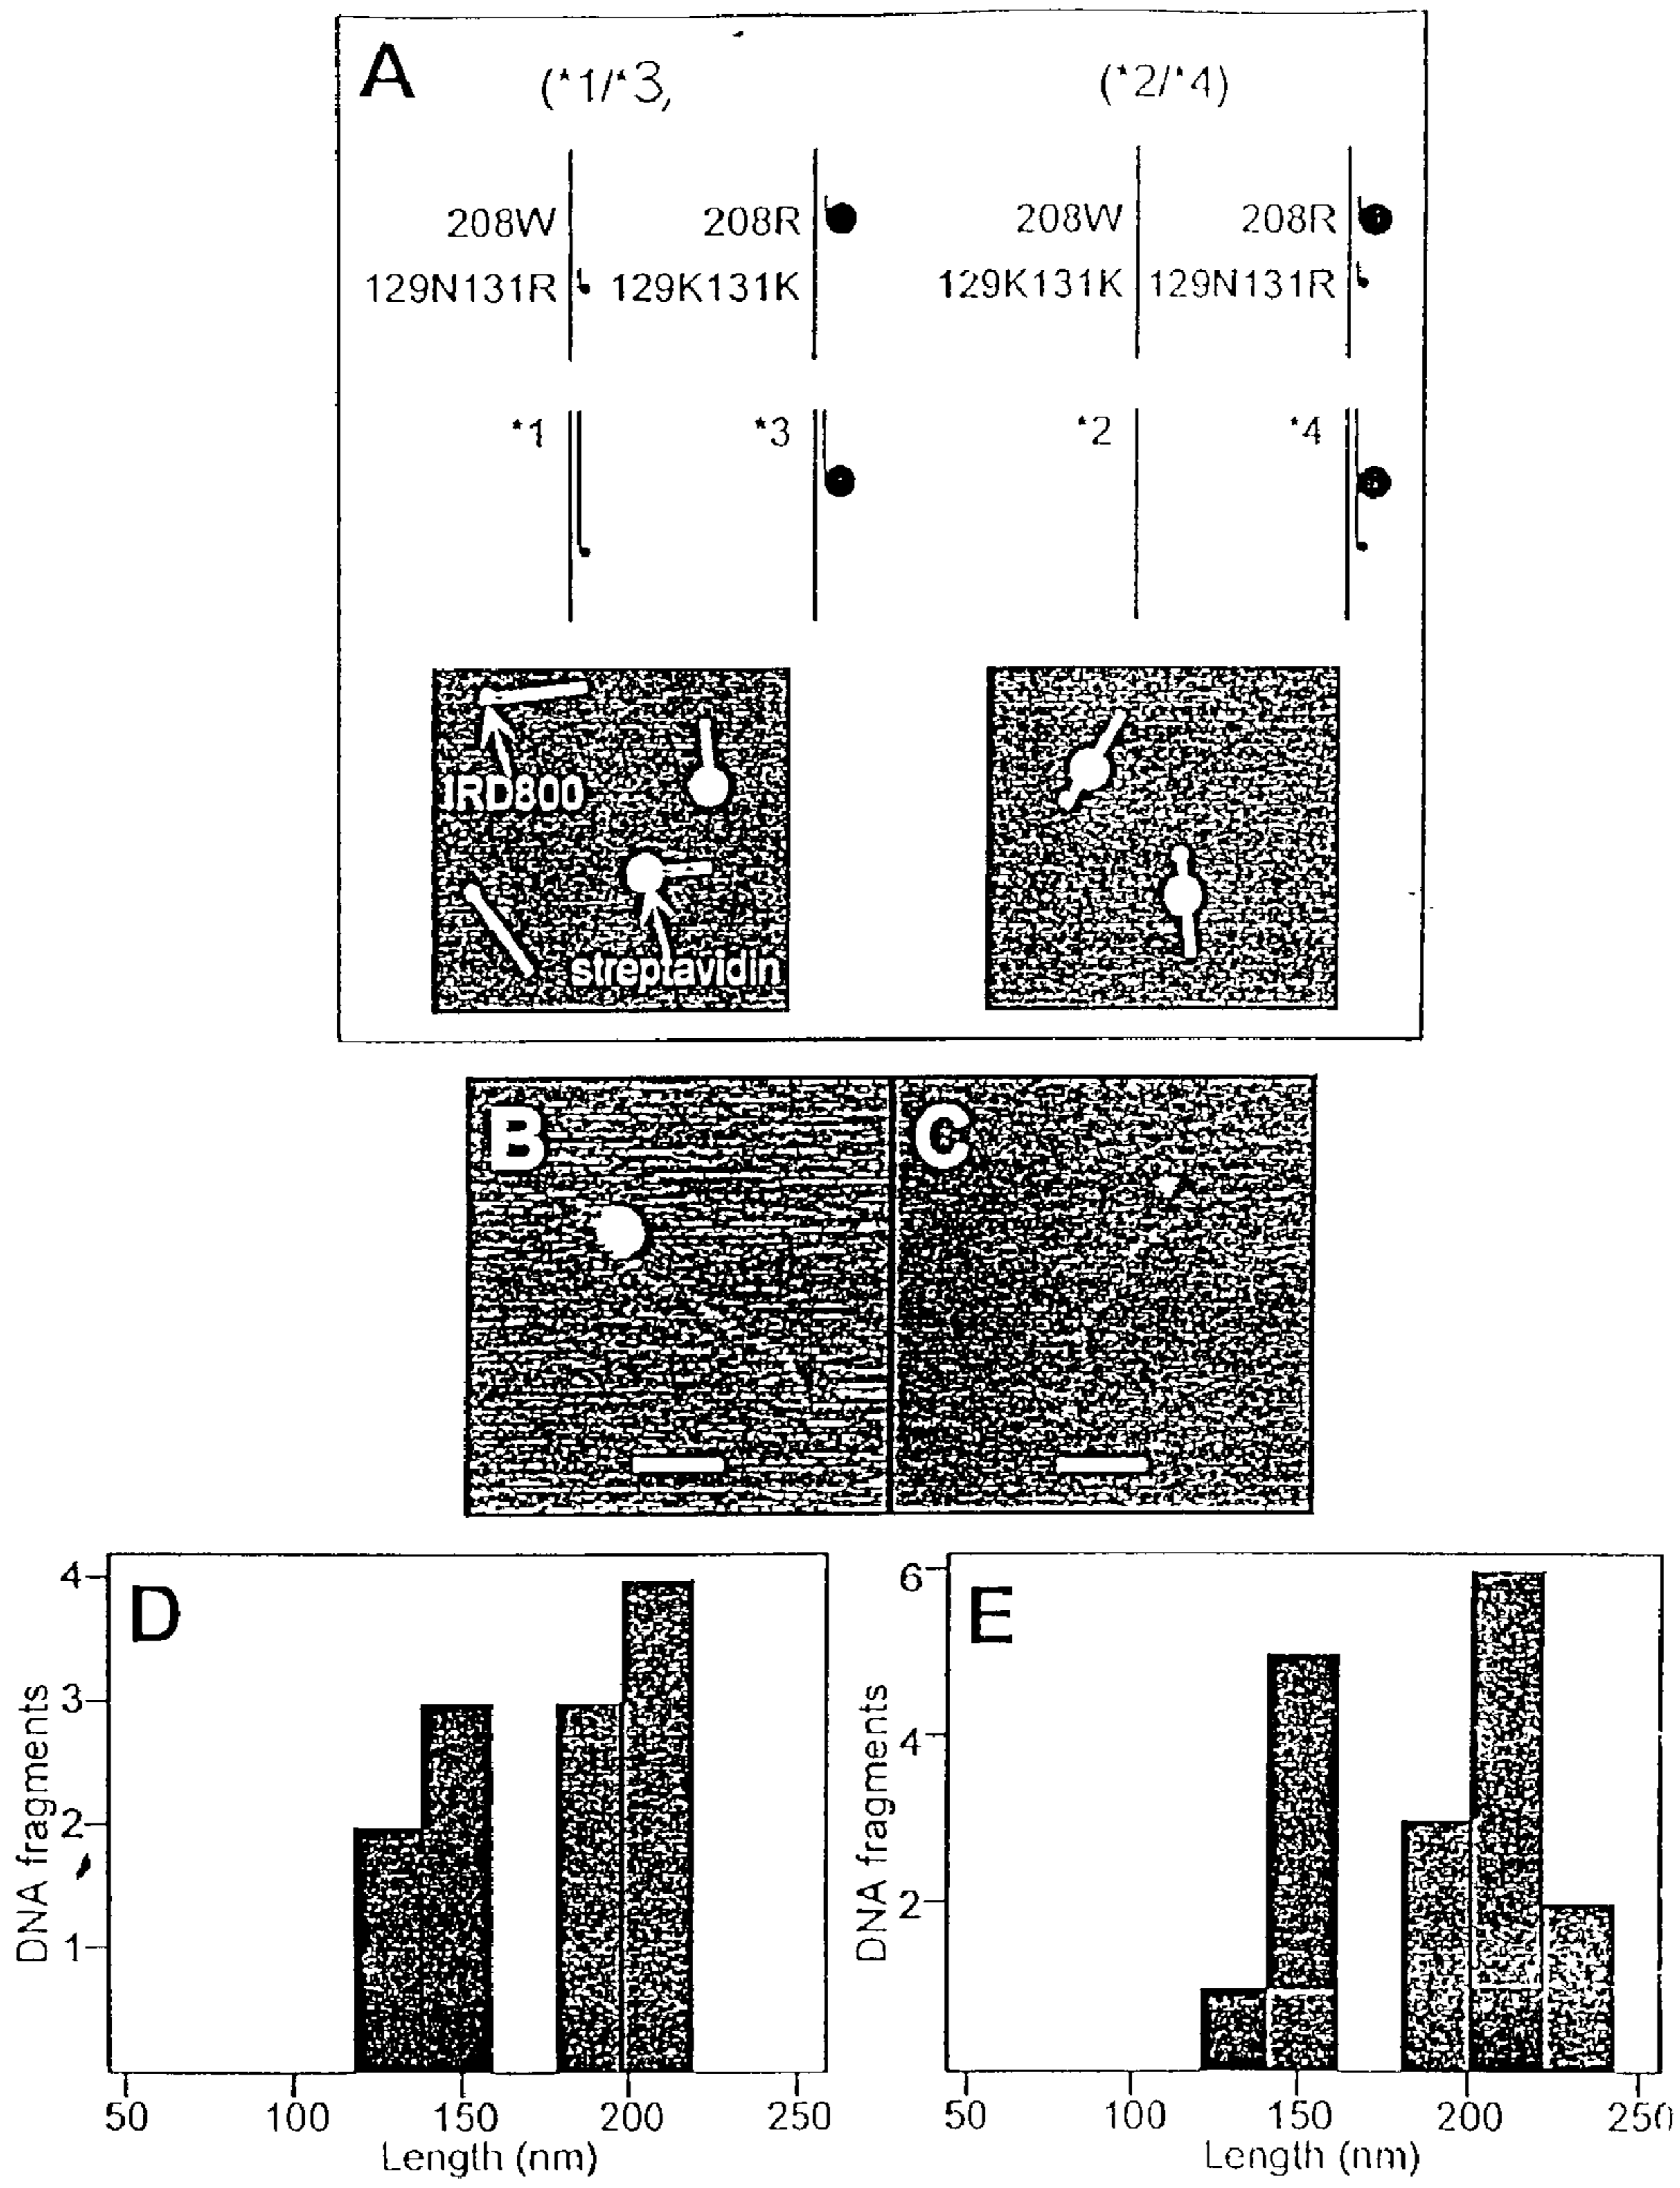 A
(*1/*3,
(*2/*4)
208W
208R
208W
208R
129N131R
129K131K
129K131K
129N131R
*1
*3
*2
*4
IRD800
streptavidin
B
C
D
4
3
2
1
DNA fragments
50
100
150
200
250
Length (nm)
E
6
4
2
DNA fragments
50
100
150
200
250
Length (nm)